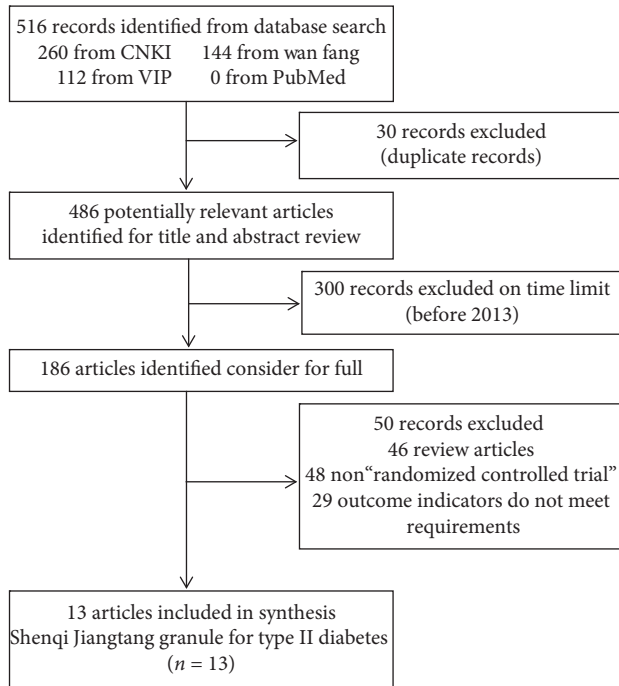 516 records identified from database search
260 from CNKI 144 from wan fang
112 from VIP 0 from PubMed
30 records excluded
(duplicate records)
486 potentially relevant articles
identified for title and abstract review
300 records excluded on time limit
(before 2013)
186 articles identified consider for full
50 records excluded
46 review articles
48 non“randomized controlled trial”
29 outcome indicators do not meet
requirements
13 articles included in synthesis
Shenqi Jiangtang granule for type II diabetes
(n = 13)